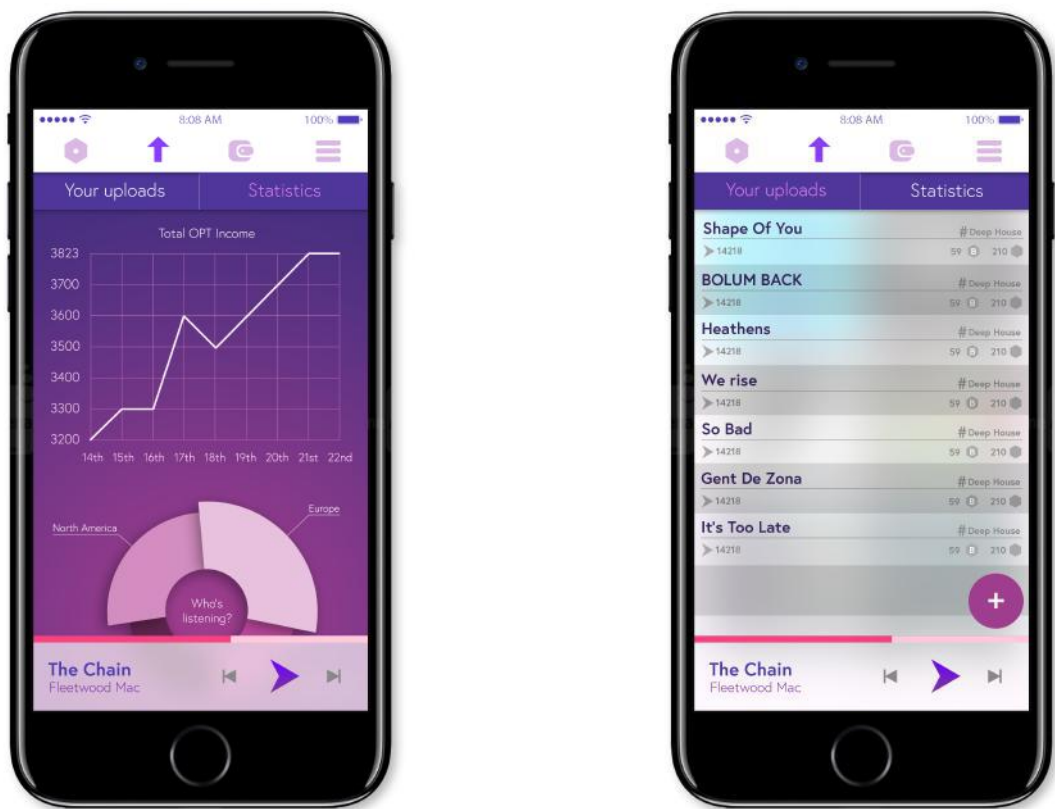 8:08 AM 100%
Your uploads Statistics
Total OPT Income
3823
3700
3600
3500
3400
3300
3200
14th 15th 16th 17th 18th 19th 20th 21st 22nd
Europe
North America
Who's
listening?
The Chain
Fleetwood Mac
8:08 AM 100%
Your uploads Statistics
Shape Of You #Deep House
14218 59 B 210
BOLUM BACK #Deep House
14218 59 B 210
Heathens #Deep House
14218 59 B 210
We rise #Deep House
14218 59 B 210
So Bad #Deep House
14218 59 B 210
Gent De Zona #Deep House
14218 59 B 210
It's Too Late #Deep House
14218 59 B 210
+
The Chain
Fleetwood Mac